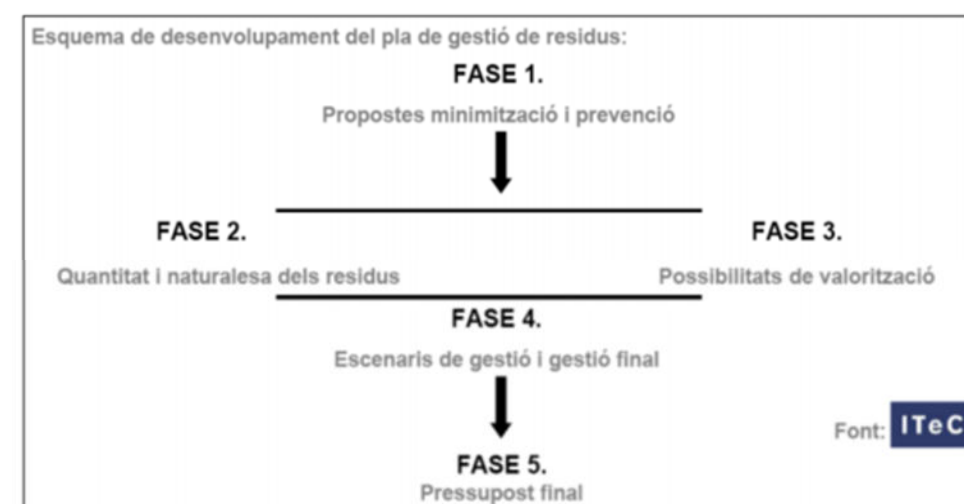 Esquema de desenvolupament del pla de gestió de residus:
FASE 1.
Propostes minimització i prevenció
FASE 2.
FASE 3.
Quantitat i naturalesa dels residus
Possibilitats de valorització
FASE 4.
Escenaris de gestió i gestió final
Font: ITeC
FASE 5.
Pressupost final